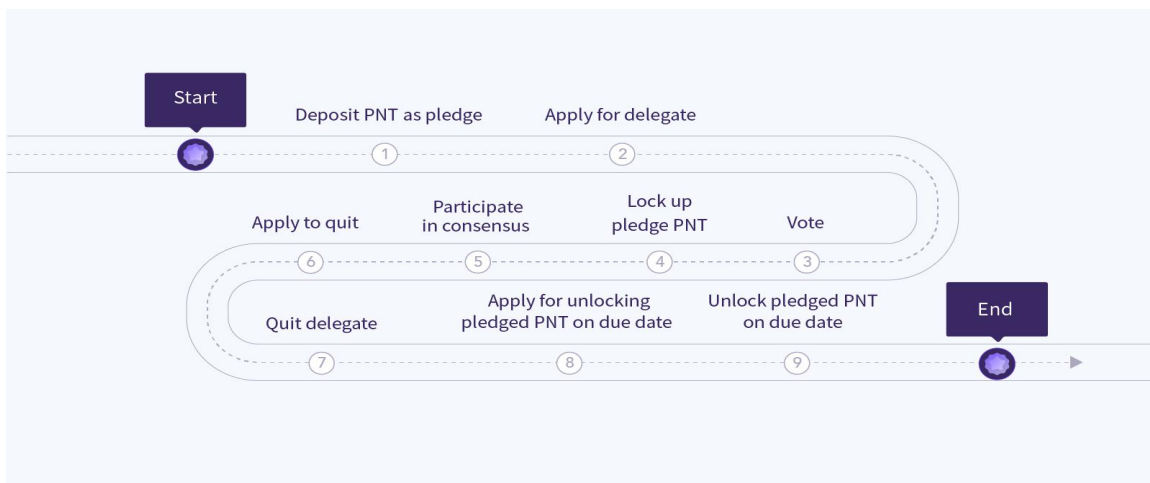 Start
Deposit PNT as pledge
1
Apply for delegate
2
Vote
3
Lock up
pledge PNT
4
Participate
in consensus
5
Apply to quit
6
Quit delegate
7
Apply for unlocking
pledged PNT on due date
8
Unlock pledged PNT
on due date
9
End